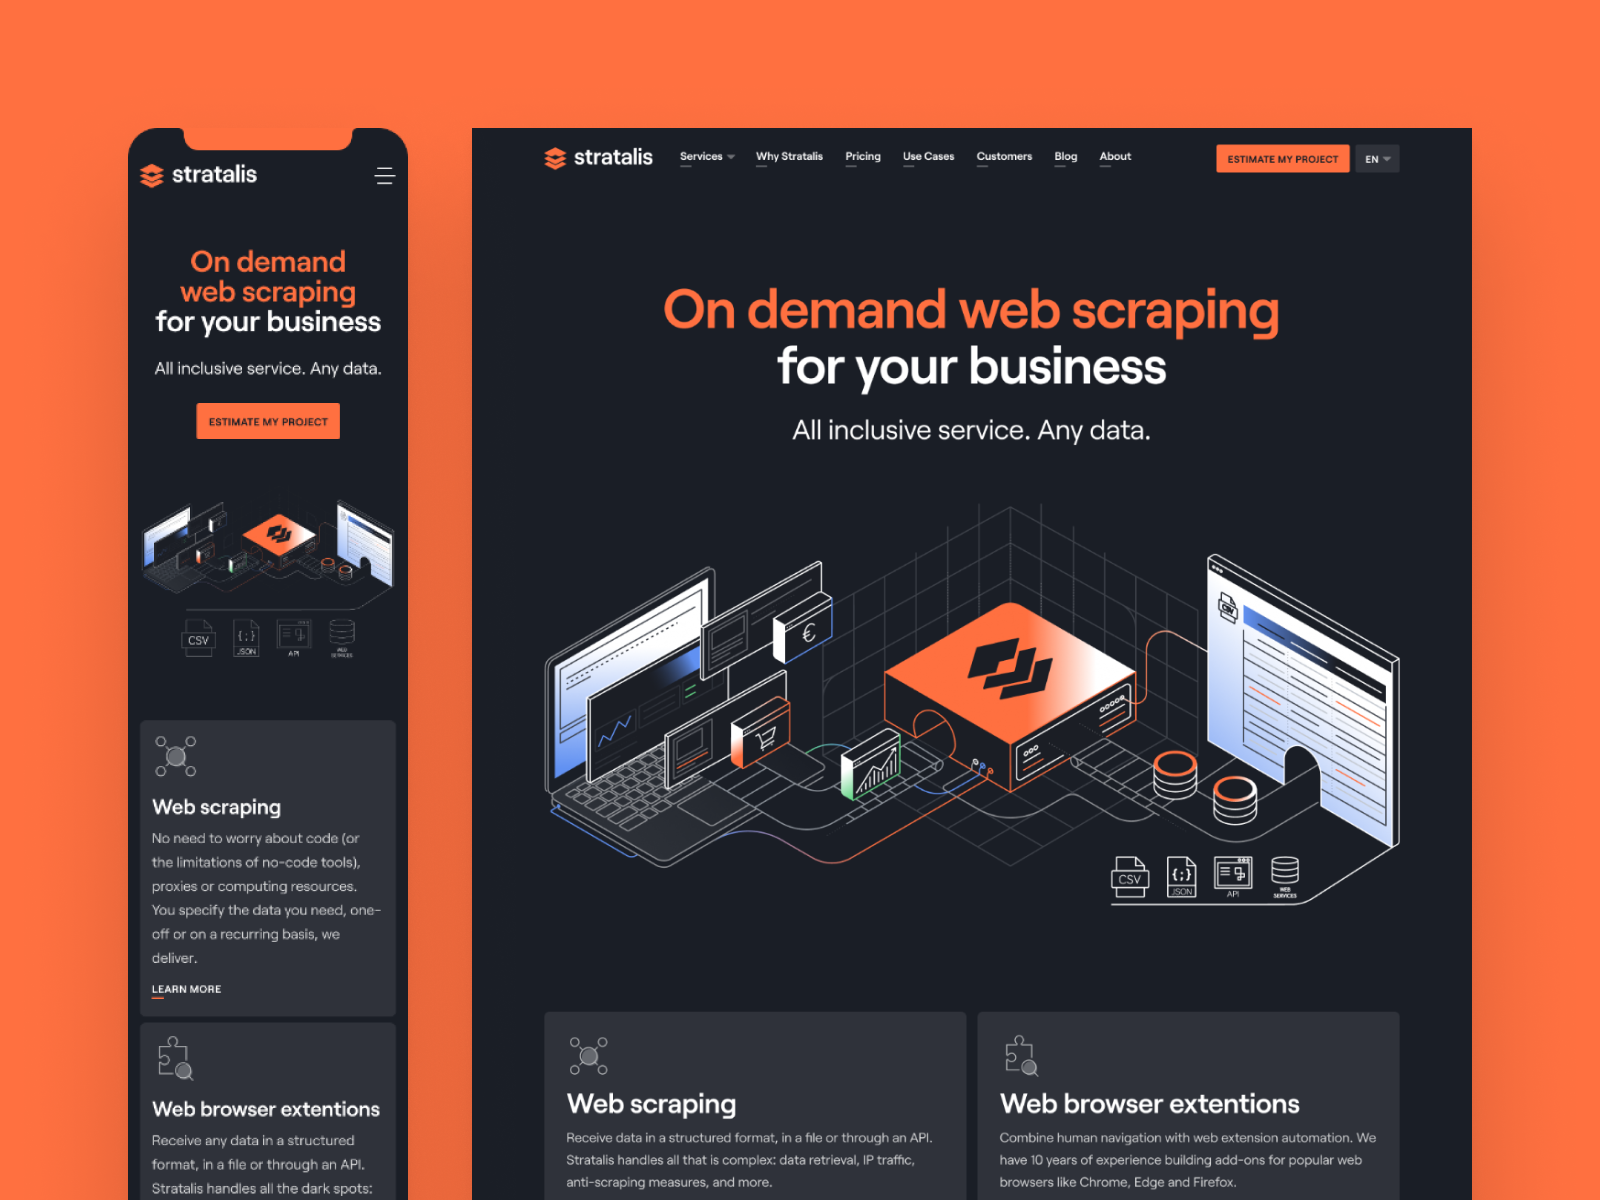 stratalis
On demand
web scraping
for your business
All inclusive service. Any data.
ESTIMATE MY PROJECT
CSV
{;}
JSON
API
WEB
SERVICES
Web scraping
No need to worry about code (or
the limitations of no-code tools),
proxies or computing resources.
You specify the data you need, one-
off or on a recurring basis, we
deliver.
LEARN MORE
Web browser extentions
Receive any data in a structured
format, in a file or through an API.
Stratalis handles all the dark spots:
stratalis
Services
Why Stratalis
Pricing
Use Cases
Customers
Blog
About
ESTIMATE MY PROJECT
EN
On demand web scraping
for your business
All inclusive service. Any data.
€
CSV
CSV
{;}
JSON
API
WEB
SERVICES
Web scraping
Receive data in a structured format, in a file or through an API.
Stratalis handles all that is complex: data retrieval, IP traffic,
anti-scraping measures, and more.
Web browser extentions
Combine human navigation with web extension automation. We
have 10 years of experience building add-ons for popular web
browsers like Chrome, Edge and Firefox.